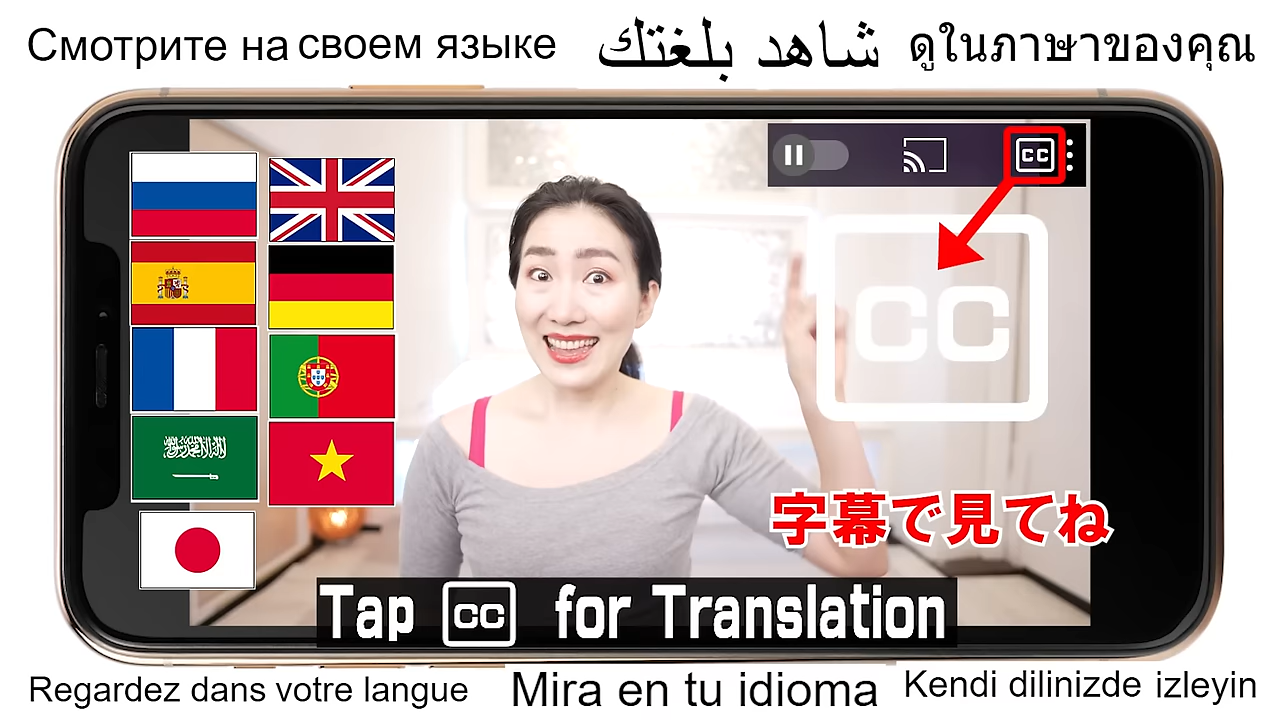 Смотрите на своем языке
شاهد بلغتك
ดูในภาษาของคุณ
CC
CC
字幕で見てね
Tap CC for Translation
Regardez dans votre langue
Mira en tu idioma
Kendi dilinizde izleyin